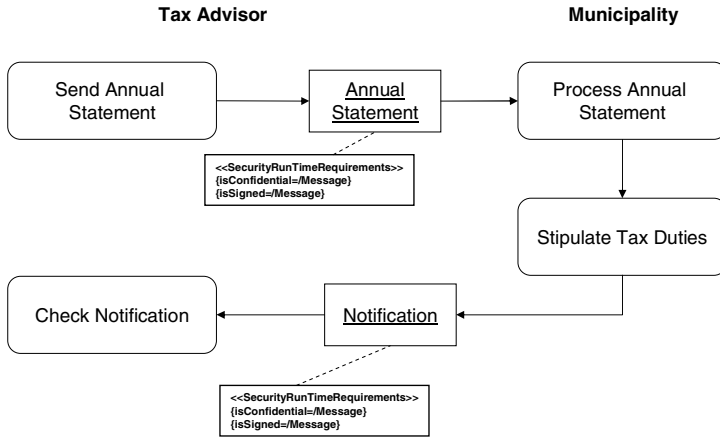 Tax Advisor
Municipality
Send Annual
Statement
Annual
Statement
Process Annual
Statement
<<SecurityRunTimeRequirements>>
{isConfidential=/Message}
{isSigned=/Message}
Stipulate Tax Duties
Check Notification
Notification
<<SecurityRunTimeRequirements>>
{isConfidential=/Message}
{isSigned=/Message}